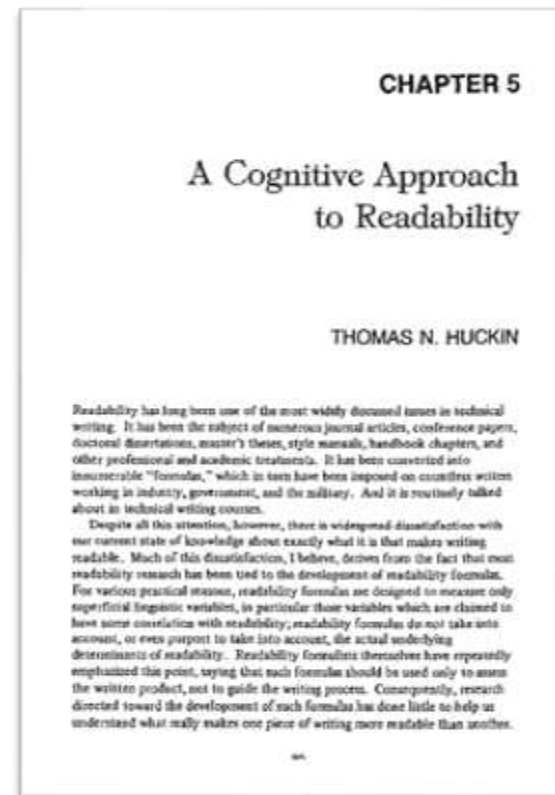 CHAPTER 5
A Cognitive Approach
to Readability
THOMAS N. HUCKIN
Readability has long been one of the most widely discussed issues in technical
writing. It has been the subject of numerous journal articles, conference papers,
doctoral dissertations, master's theses, style manuals, handbook chapters, and
other professional and academic treatments. It has been converted into
innumerable "formulas," which in turn have been imposed on countless writers
working in industry, government, and the military. And it is routinely talked
about in technical writing courses.
Despite all this attention, however, there is widespread dissatisfaction with
our current state of knowledge about exactly what it is that makes writing
readable. Much of this dissatisfaction, I believe, derives from the fact that most
readability research has been tied to the development of readability formulas.
For various practical reasons, readability formulas are designed to measure only
superficial linguistic variables, in particular those variables which are claimed to
have some correlation with readability; readability formulas do not take into
account, or even purport to take into account, the actual underlying
determinants of readability. Readability formulists themselves have repeatedly
emphasized this point, saying that such formulas should be used only to assess
the written product, not to guide the writing process. Consequently, research
directed toward the development of such formulas has done little to help us
understand what really makes one piece of writing more readable than another.